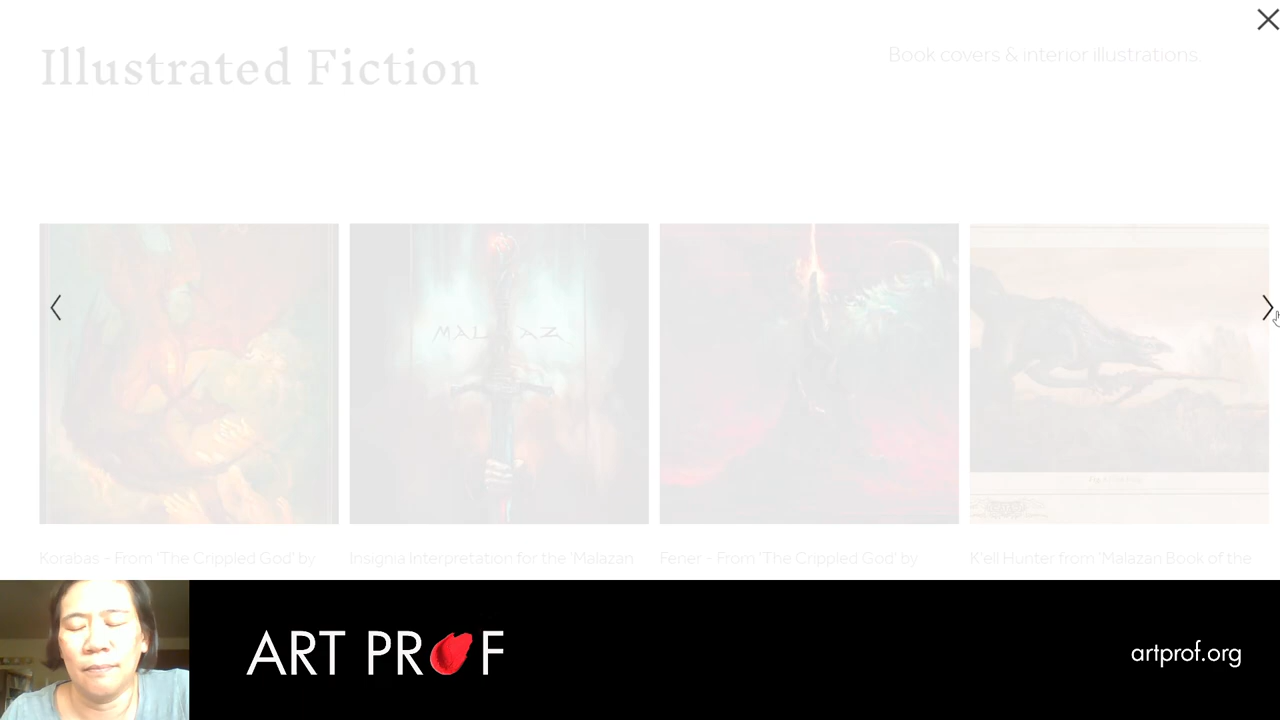 Illustrated Fiction
Book covers & interior illustrations.
MALAZ
Korabas - From 'The Crippled God' by
Insignia Interpretation for the 'Malazan
Fener - From 'The Crippled God' by
K'ell Hunter from 'Malazan Book of the
ART PROF
artprof.org